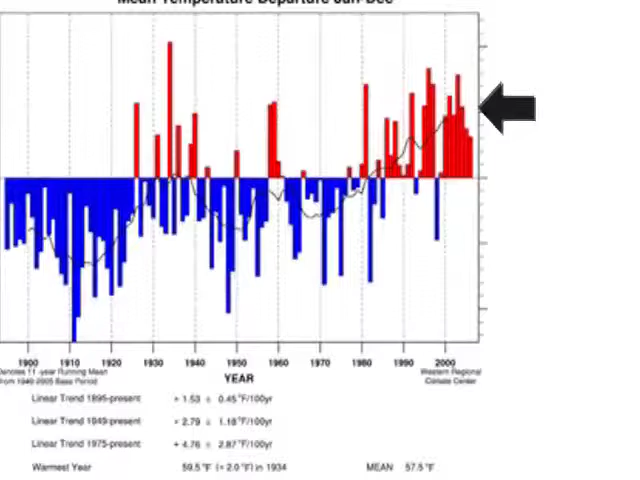 Mean Temperature Departure Jan-Dec
1900 1910 1920 1930 1940 1950 1960 1970 1980 1990 2000
Denotes 11-year Running Mean
from 1949-2005 Base Period
YEAR
Western Regional
Climate Center
Linear Trend 1895-present + 1.53 ± 0.45°F/100yr
Linear Trend 1949-present + 2.79 ± 1.18°F/100yr
Linear Trend 1975-present + 4.76 ± 2.87°F/100yr
Warmest Year 59.5 °F (+ 2.0 °F) in 1934 MEAN 57.5 °F